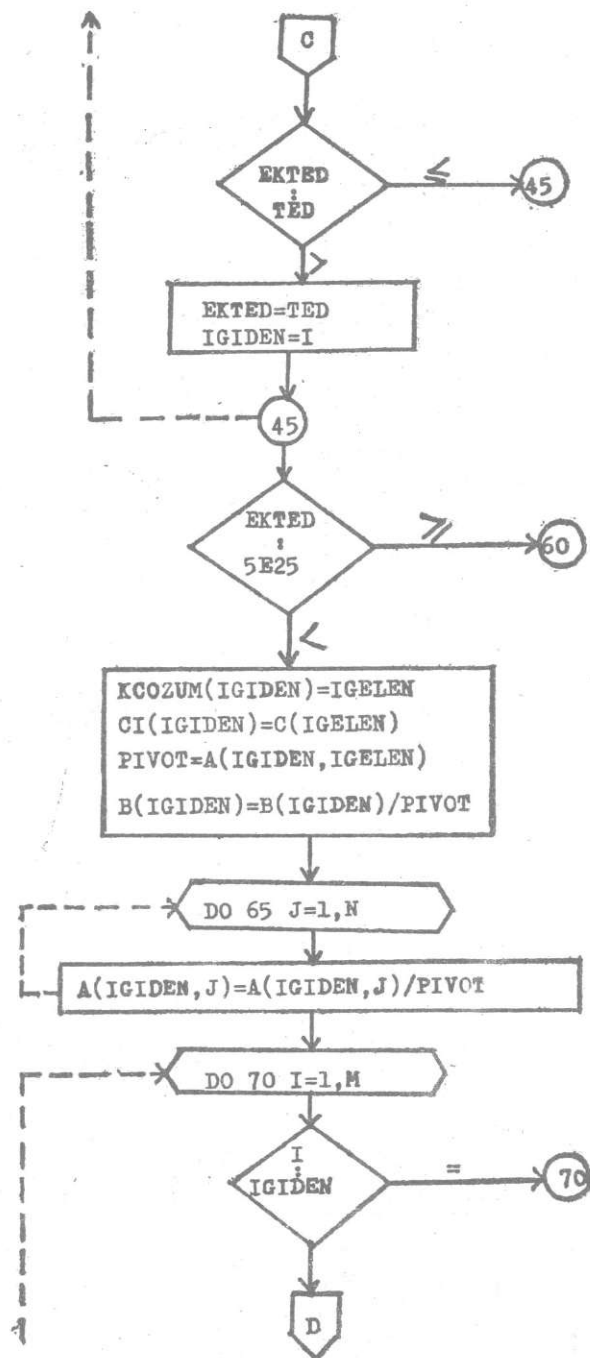 C
EKTED
:
TED
≤
45
>
EKTED=TED
IGIDEN=I
45
EKTED
:
5E25
≥
60
<
KCOZUM(IGIDEN)=IGELEN
CI(IGIDEN)=C(IGELEN)
PIVOT=A(IGIDEN,IGELEN)
B(IGIDEN)=B(IGIDEN)/PIVOT
DO 65 J=1,N
A(IGIDEN,J)=A(IGIDEN,J)/PIVOT
DO 70 I=1,M
I
:
IGIDEN
=
70
D